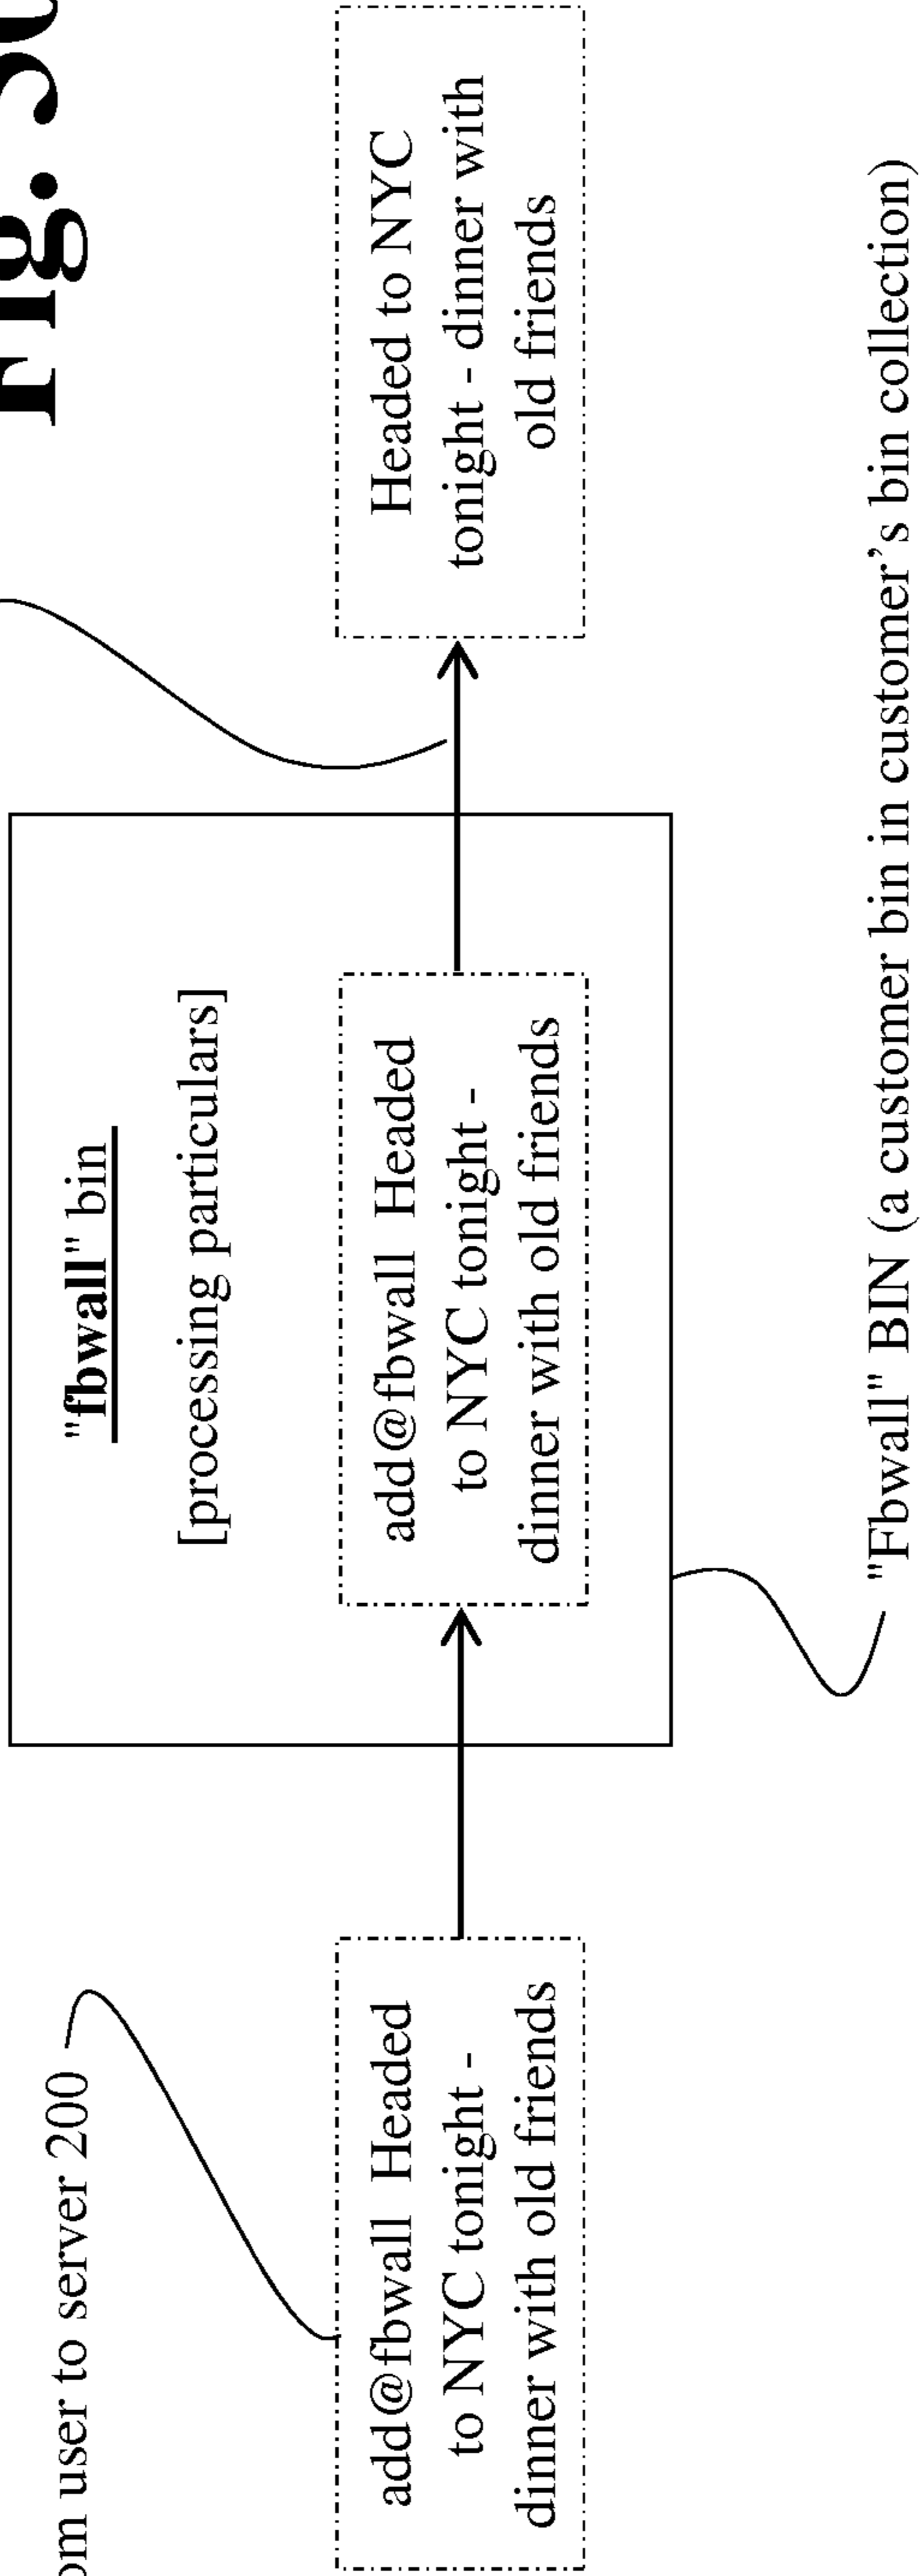 Fig.
user to server 200
"fbwall" bin
[processing particulars]
add@fbwall Headed
to NYC tonight -
dinner with old friends
add@fbwall Headed
to NYC tonight -
dinner with old friends
Headed to NYC
tonight - dinner with
old friends
"Fbwall" BIN (a customer bin in customer's bin collection)